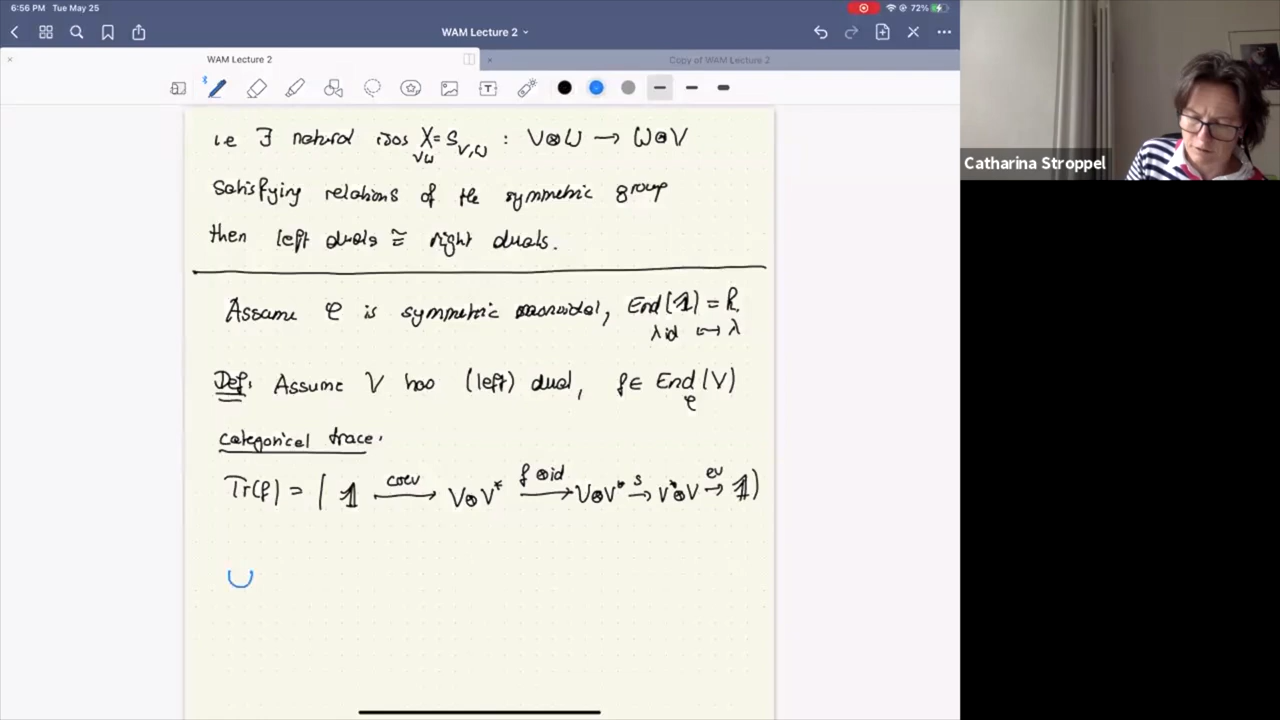 6:56 PM Tue May 25
72%
WAM Lecture 2
WAM Lecture 2
Copy of WAM Lecture 2
i.e ∃ natural isos X = S_{V,W} : V⊗W → W⊗V
VW
satisfying relations of the symmetric group
then left duals ≅ right duals.
Assume 𝒞 is symmetric monoidal, End(𝟙) = k.
λid ↔ λ
Def. Assume V has (left) dual, f ∈ End_𝒞(V)
categorical trace.
Tr(f) = ( 𝟙 —coev→ V⊗V* —f⊗id→ V⊗V* —s→ V*⊗V —ev→ 𝟙 )
Catharina Stroppel